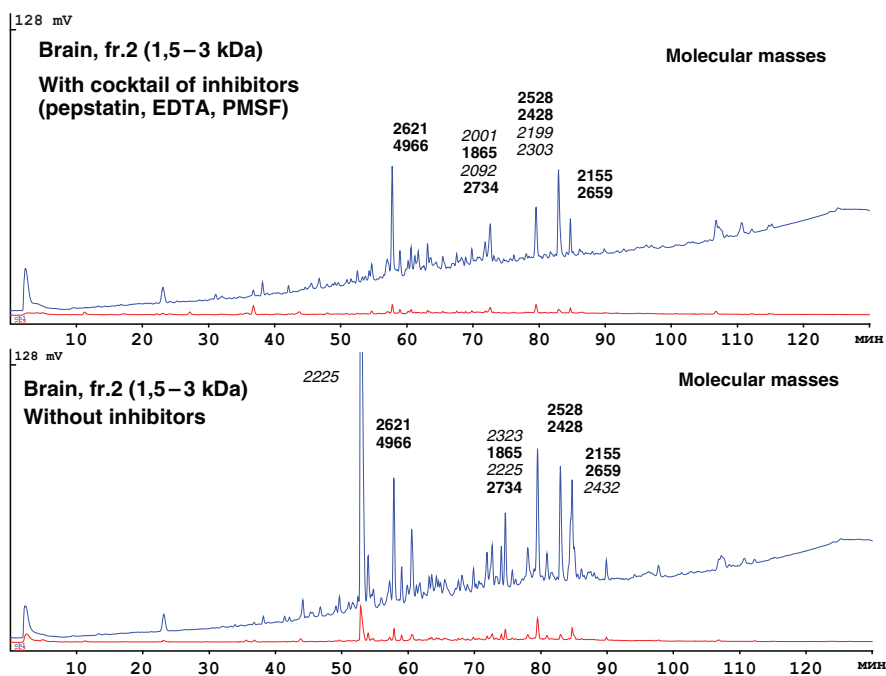 128 mV
Brain, fr.2 (1,5–3 kDa)
With cocktail of inhibitors
(pepstatin, EDTA, PMSF)
Molecular masses
2621
4966
2001
1865
2092
2734
2528
2428
2199
2303
2155
2659
10 20 30 40 50 60 70 80 90 100 110 120 мин
128 mV
Brain, fr.2 (1,5–3 kDa)
Without inhibitors
Molecular masses
2225
2621
4966
2323
1865
2225
2734
2528
2428
2155
2659
2432
10 20 30 40 50 60 70 80 90 100 110 120 мин